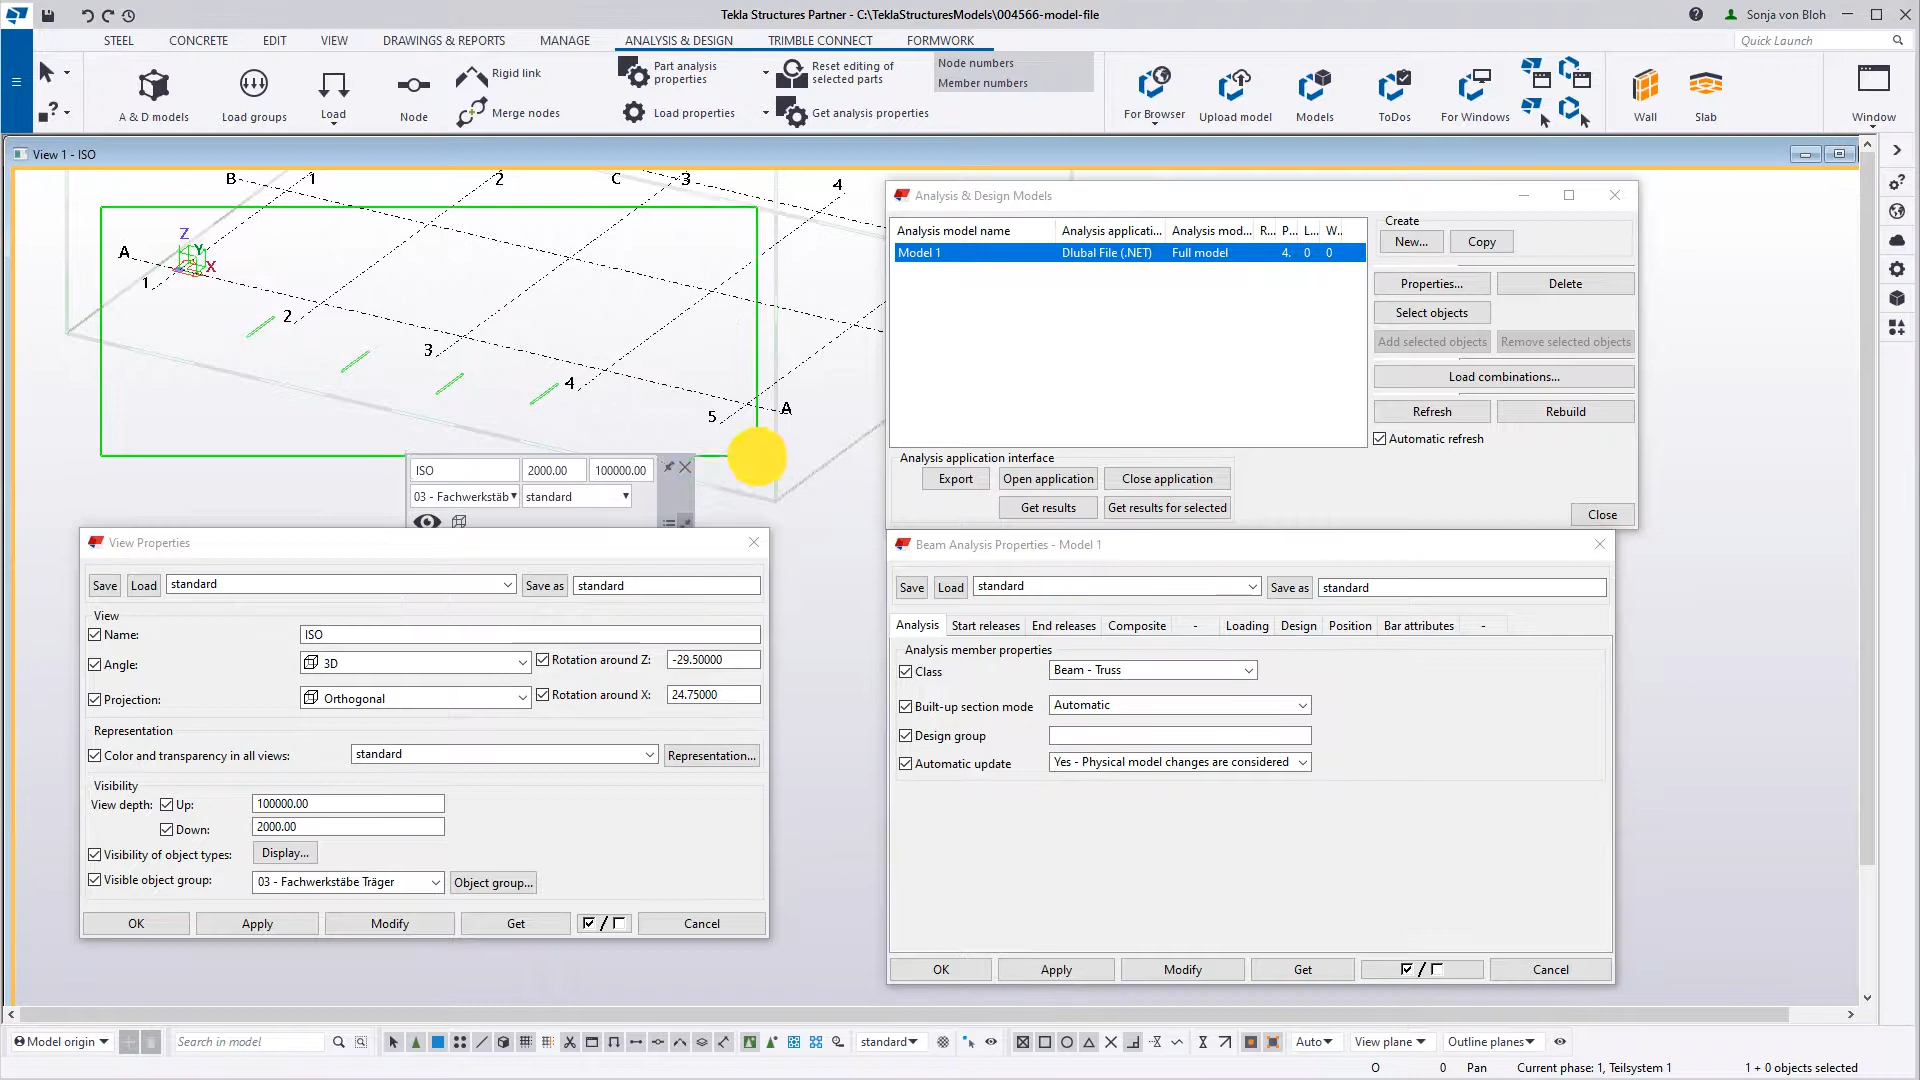 Tekla Structures Partner - C:\TeklaStructuresModels\004566-model-file
Sonja von Bloh
STEEL CONCRETE EDIT VIEW DRAWINGS & REPORTS MANAGE ANALYSIS & DESIGN TRIMBLE CONNECT FORMWORK
Quick Launch
A & D models
Load groups
Load
Node
Rigid link
Merge nodes
Part analysis properties
Load properties
Reset editing of selected parts
Get analysis properties
Node numbers
Member numbers
For Browser
Upload model
Models
ToDos
For Windows
Wall
Slab
Window
View 1 - ISO
B 1 2 C 3 4
A
Z
Y
X
1
2
3
4
5
A
ISO 2000.00 100000.00
03 - Fachwerkstäb standard
View Properties
Save Load standard Save as standard
View
Name: ISO
Angle: 3D Rotation around Z: -29.50000
Projection: Orthogonal Rotation around X: 24.75000
Representation
Color and transparency in all views: standard Representation...
Visibility
View depth: Up: 100000.00
Down: 2000.00
Visibility of object types: Display...
Visible object group: 03 - Fachwerkstäbe Träger Object group...
OK Apply Modify Get / Cancel
Analysis & Design Models
Analysis model name Analysis applicati... Analysis mod... R... P... L... W...
Model 1 Dlubal File (.NET) Full model 4. 0 0
Create
New... Copy
Properties... Delete
Select objects
Add selected objects Remove selected objects
Load combinations...
Refresh Rebuild
Automatic refresh
Analysis application interface
Export Open application Close application
Get results Get results for selected
Close
Beam Analysis Properties - Model 1
Save Load standard Save as standard
Analysis Start releases End releases Composite - Loading Design Position Bar attributes -
Analysis member properties
Class Beam - Truss
Built-up section mode Automatic
Design group
Automatic update Yes - Physical model changes are considered
OK Apply Modify Get / Cancel
Model origin Search in model standard Auto View plane Outline planes
O 0 Pan Current phase: 1, Teilsystem 1 1 + 0 objects selected